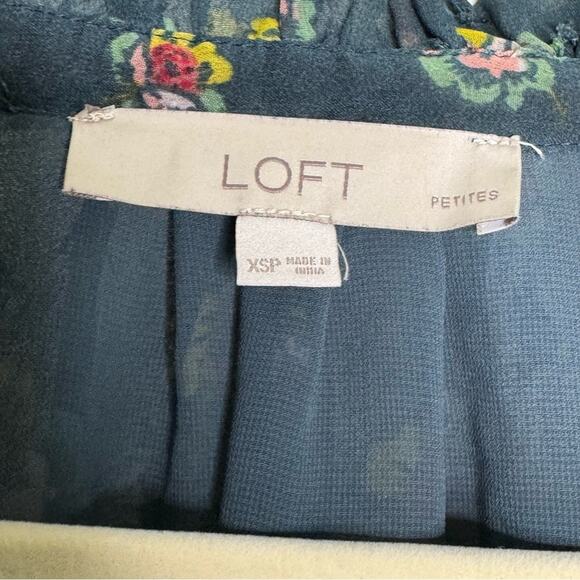 LOFT
PETITES
XSP MADE IN
INDIA